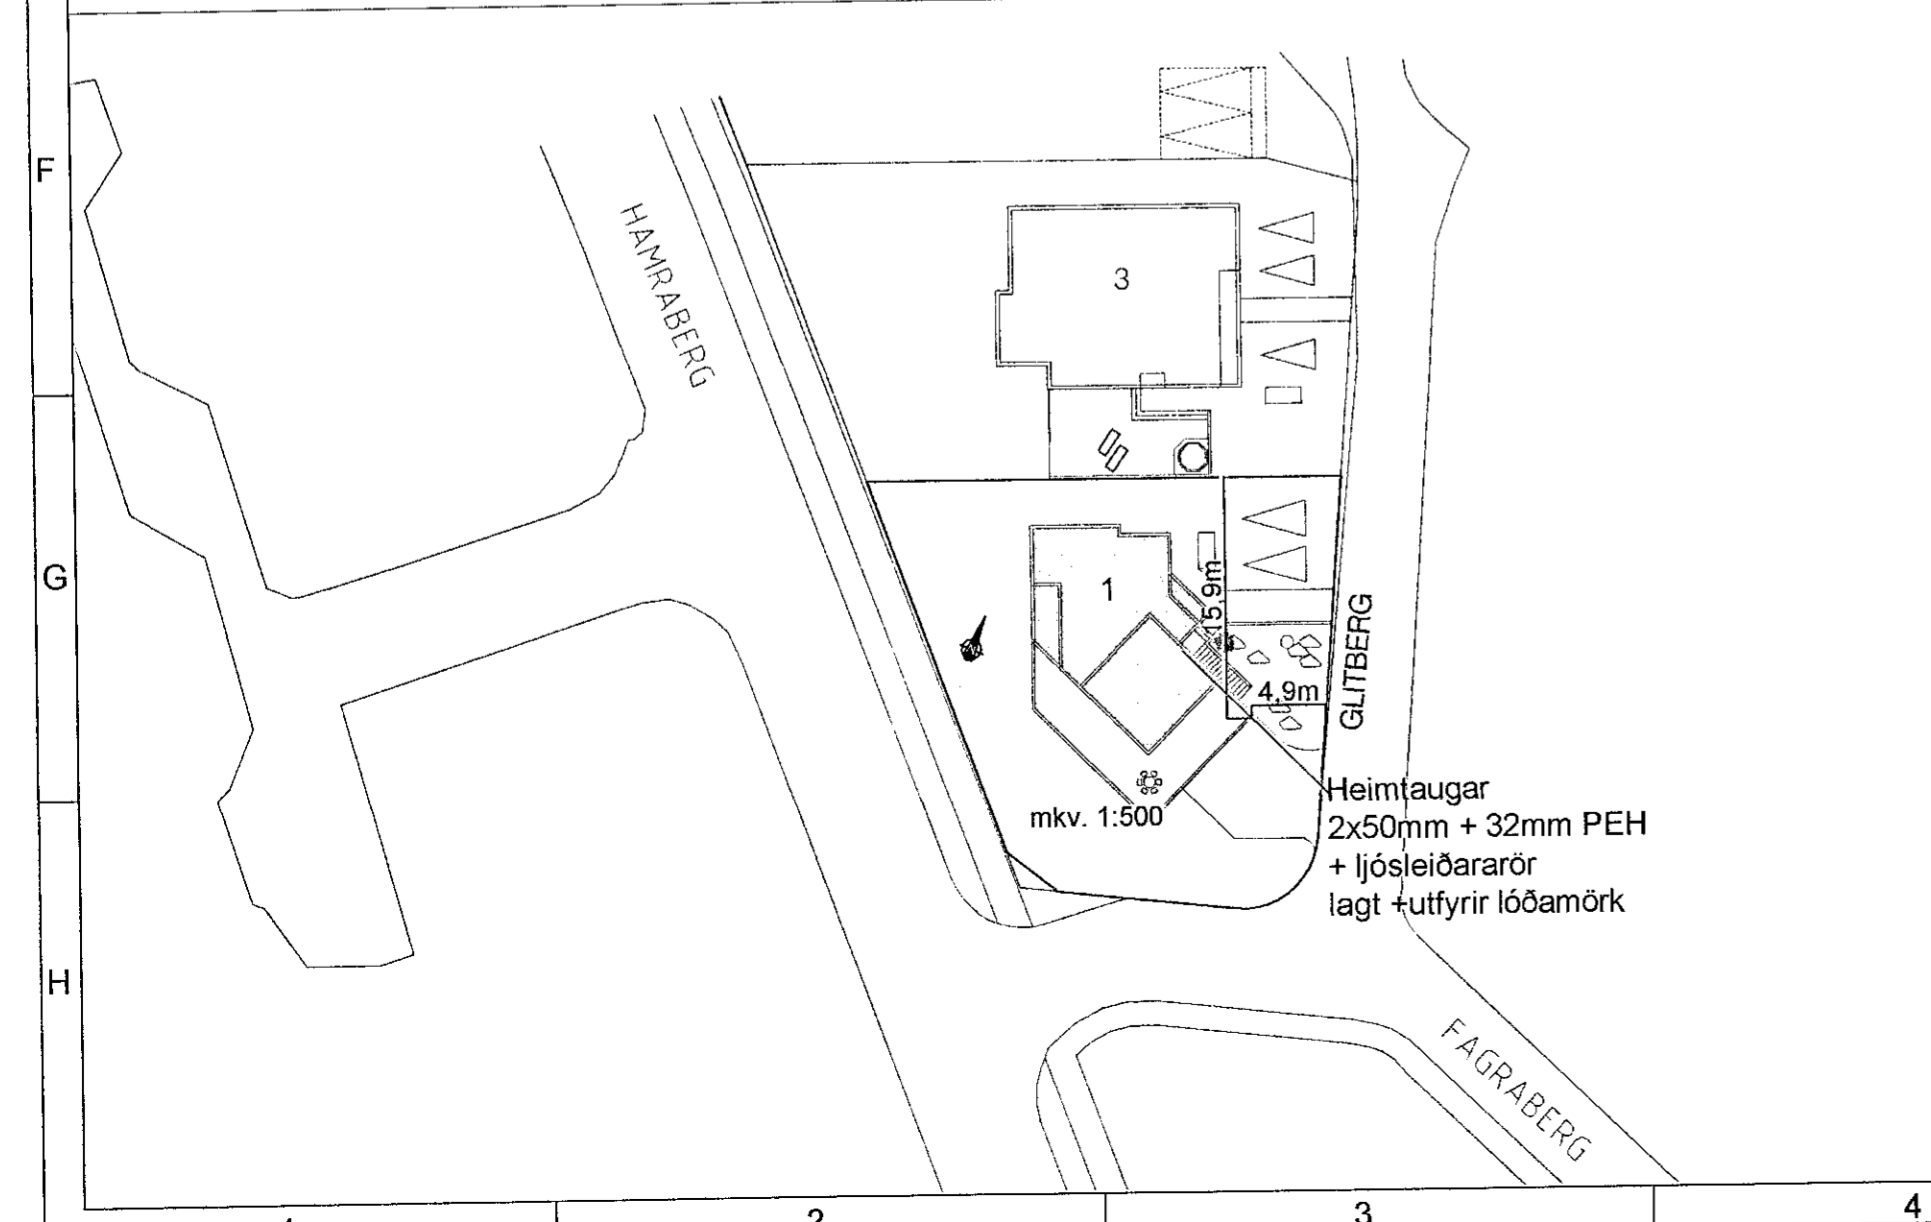 F
HAMRABERG
3
G
1
15,9m
4,9m
GLITBERG
mkv. 1:500
Heimtaugar
2x50mm + 32mm PEH
+ ljósleiðararör
lagt +utfyrir lóðamörk
H
FAGRABERG
1
2
3
4